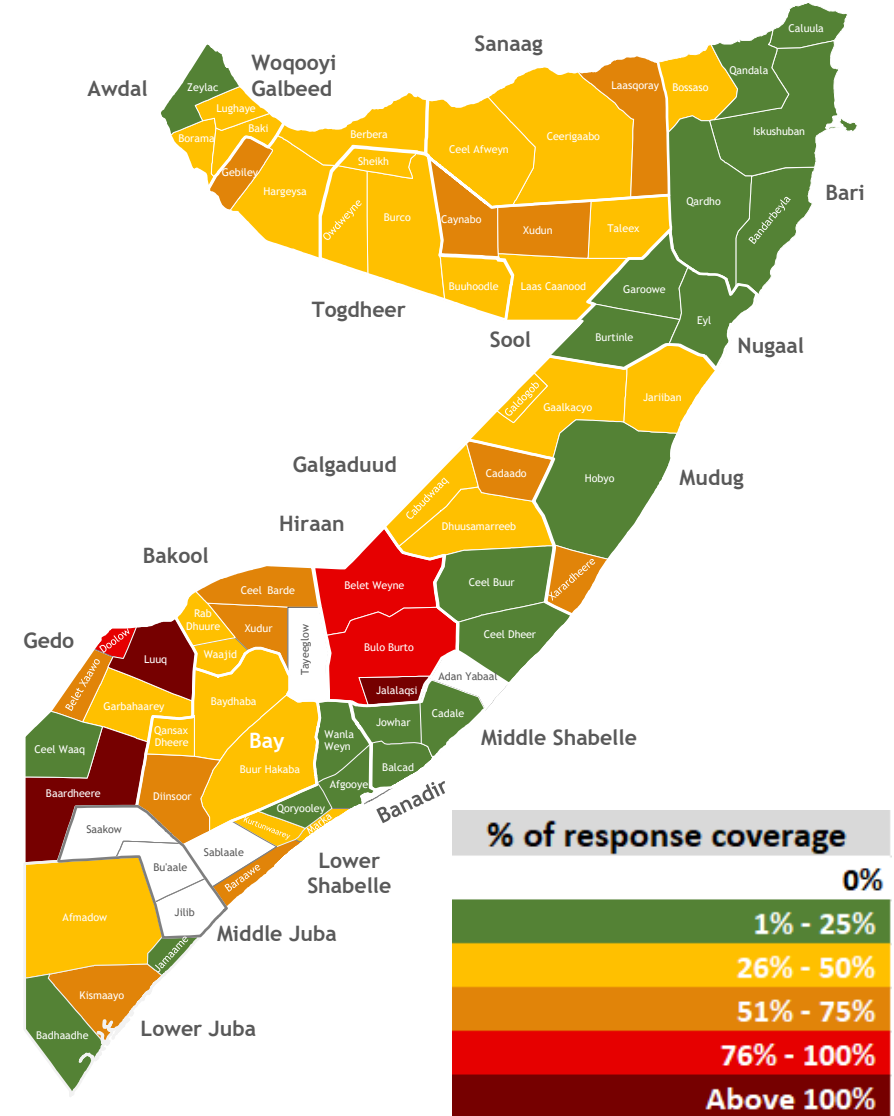 Caluula
Sanaag
Woqooyi
Galbeed
Qandala
Awdal
Zeylac
Laasqoray
Bossaso
Lughaye
Baki
Borama
Berbera
Ceerigaabo
Iskushuban
Ceel Afweyn
Sheikh
Gebiley
Hargeysa
Bari
Qardho
Bandarbeyla
Owdweyne
Burco
Caynabo
Xudun
Taleex
Buuhoodle
Laas Caanood
Garoowe
Togdheer
Eyl
Sool
Burtinle
Nugaal
Galdogob
Gaalkacyo
Jariiban
Galgaduud
Cadaado
Hobyo
Mudug
Cabudwaaq
Hiraan
Dhuusamarreeb
Bakool
Xarardheere
Ceel Barde
Belet Weyne
Ceel Buur
Rab
Dhuure
Xudur
Tayeeglow
Ceel Dheer
Gedo
Doolow
Luuq
Waajid
Bulo Burto
Belet Xaawo
Adan Yabaal
Jalalaqsi
Garbahaarey
Baydhaba
Cadale
Jowhar
Qansax
Dheere
Wanla
Weyn
Bay
Middle Shabelle
Ceel Waaq
Buur Hakaba
Balcad
Afgooye
Baardheere
Diinsoor
Banadir
Qoryooley
Kurtunwaarey
Marka
Saakow
Sablaale
Lower
Shabelle
Bu'aale
Baraawe
Jilib
Afmadow
Middle Juba
Jamaame
Kismaayo
Lower Juba
Badhaadhe
% of response coverage
0%
1% - 25%
26% - 50%
51% - 75%
76% - 100%
Above 100%